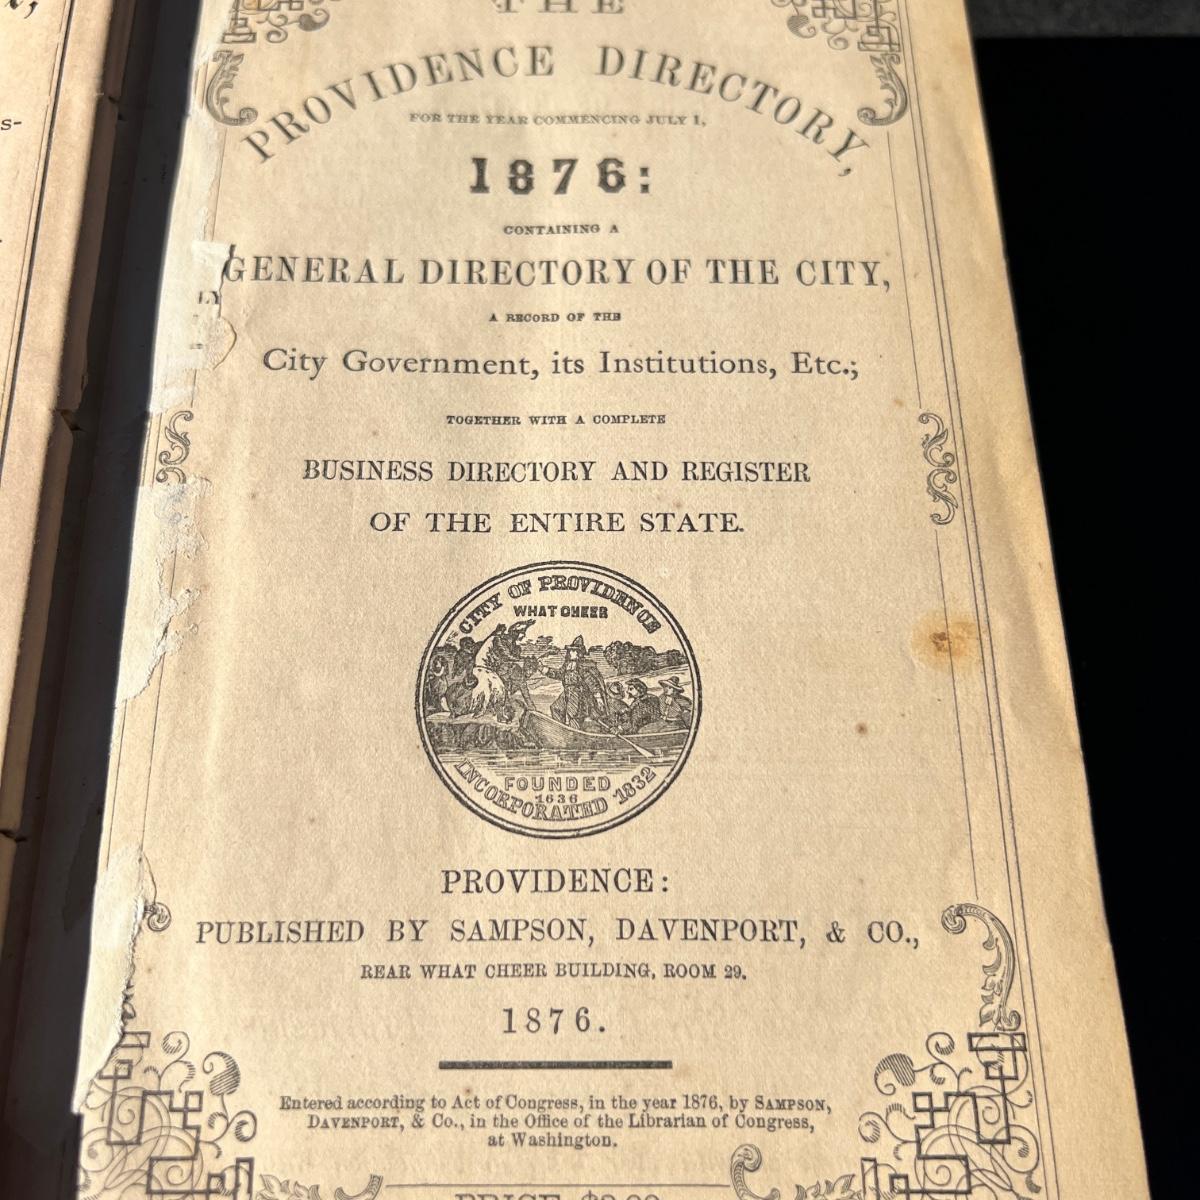 s-
THE
PROVIDENCE DIRECTORY,
FOR THE YEAR COMMENCING JULY 1,
1876:
CONTAINING A
GENERAL DIRECTORY OF THE CITY,
A RECORD OF THE
City Government, its Institutions, Etc.;
TOGETHER WITH A COMPLETE
BUSINESS DIRECTORY AND REGISTER
OF THE ENTIRE STATE.
CITY OF PROVIDENCE
WHAT CHEER
FOUNDED
1636
INCORPORATED 1832
PROVIDENCE:
PUBLISHED BY SAMPSON, DAVENPORT, & CO.,
REAR WHAT CHEER BUILDING, ROOM 29.
1876.
Entered according to Act of Congress, in the year 1876, by SAMPSON,
DAVENPORT, & Co., in the Office of the Librarian of Congress,
at Washington.
PRICE